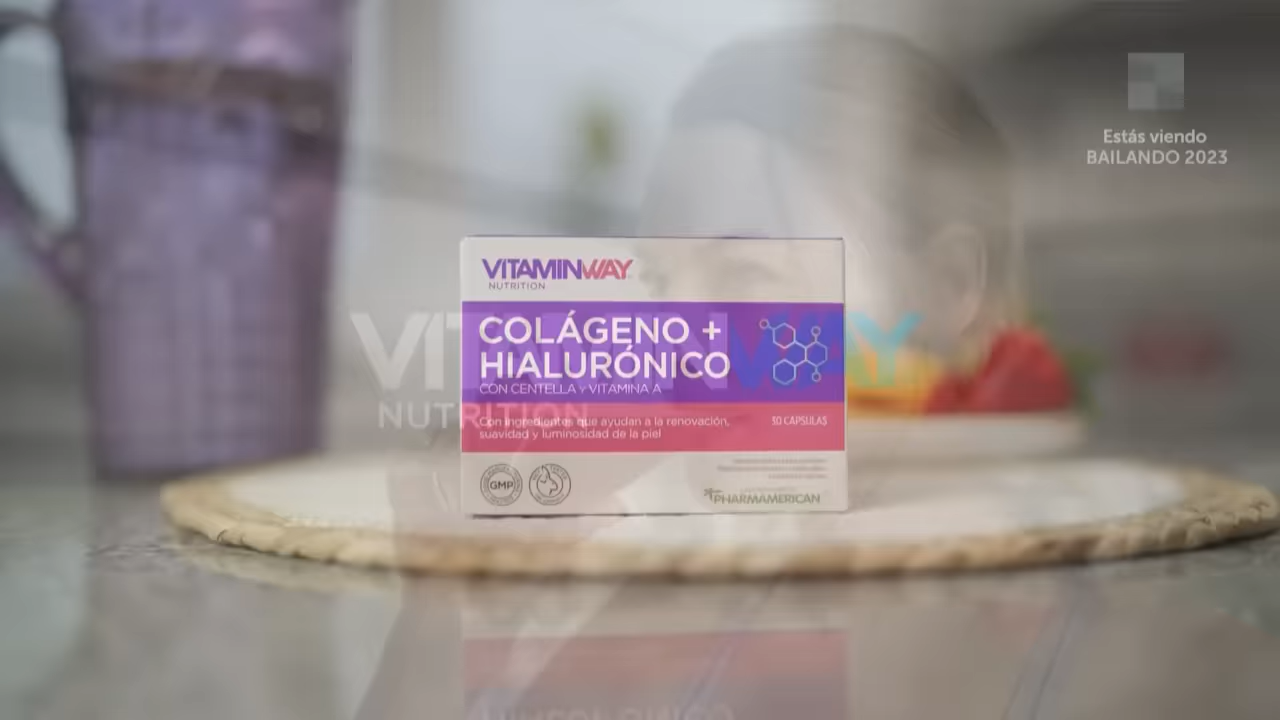 Estás viendo
BAILANDO 2023
VITAMINWAY
NUTRITION
COLÁGENO +
HIALURÓNICO
CON CENTELLA Y VITAMINA A
Con ingredientes que ayudan a la renovación,
suavidad y luminosidad de la piel
30 CAPSULAS
GMP
PHARMAMERICAN
VITAMINWAY
NUTRITION